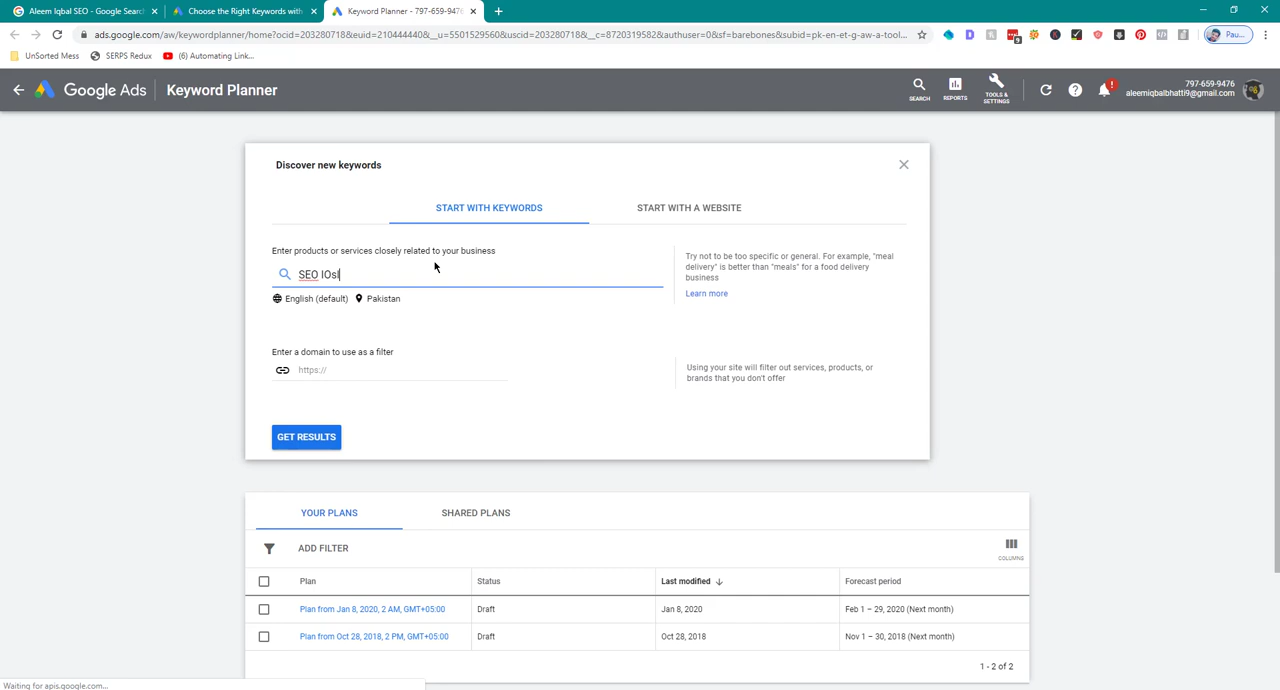 Aleem Iqbal SEO - Google Search
Choose the Right Keywords with
Keyword Planner - 797-659-9476
ads.google.com/aw/keywordplanner/home?ocid=203280718&euid=210444440&__u=5501529560&uscid=203280718&__c=8720319582&authuser=0&sf=barebones&subid=pk-en-et-g-aw-a-tool...
Pau...
UnSorted Mess
SERPS Redux
(6) Automating Link...
Google Ads
Keyword Planner
SEARCH
REPORTS
TOOLS & SETTINGS
797-659-9476
aleemiqbalbhatti9@gmail.com
Discover new keywords
START WITH KEYWORDS
START WITH A WEBSITE
Enter products or services closely related to your business
SEO IOsl
English (default)
Pakistan
Try not to be too specific or general. For example, "meal
delivery" is better than "meals" for a food delivery
business
Learn more
Enter a domain to use as a filter
https://
Using your site will filter out services, products, or
brands that you don't offer
GET RESULTS
YOUR PLANS
SHARED PLANS
ADD FILTER
COLUMNS
Plan
Status
Last modified
Forecast period
Plan from Jan 8, 2020, 2 AM, GMT+05:00
Draft
Jan 8, 2020
Feb 1 – 29, 2020 (Next month)
Plan from Oct 28, 2018, 2 PM, GMT+05:00
Draft
Oct 28, 2018
Nov 1 – 30, 2018 (Next month)
1 - 2 of 2
Waiting for apis.google.com...